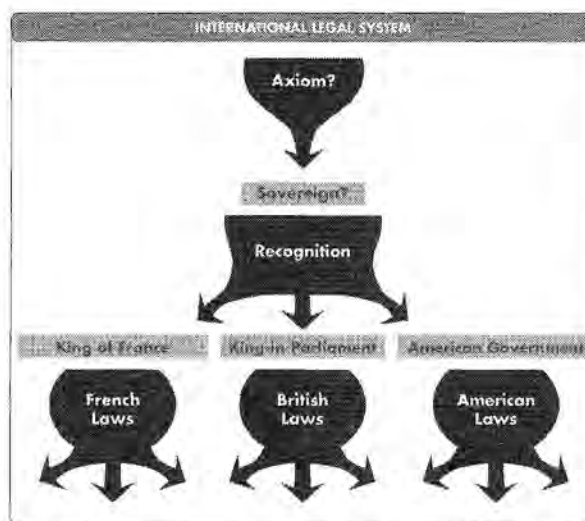 INTERNATIONAL LEGAL SYSTEM
Axiom?
Sovereign?
Recognition
King of France
King-in-Parliament
American Government
French
Laws
British
Laws
American
Laws